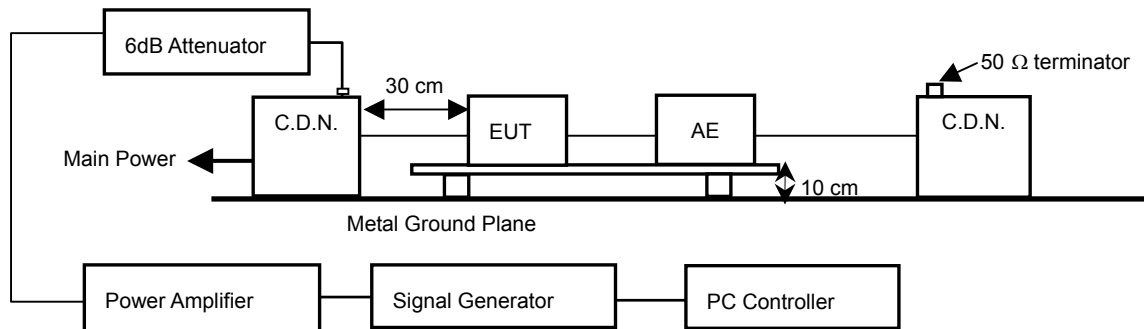 6dB Attenuator
50 Ω terminator
30 cm
C.D.N.
EUT
AE
C.D.N.
Main Power
10 cm
Metal Ground Plane
Power Amplifier
Signal Generator
PC Controller